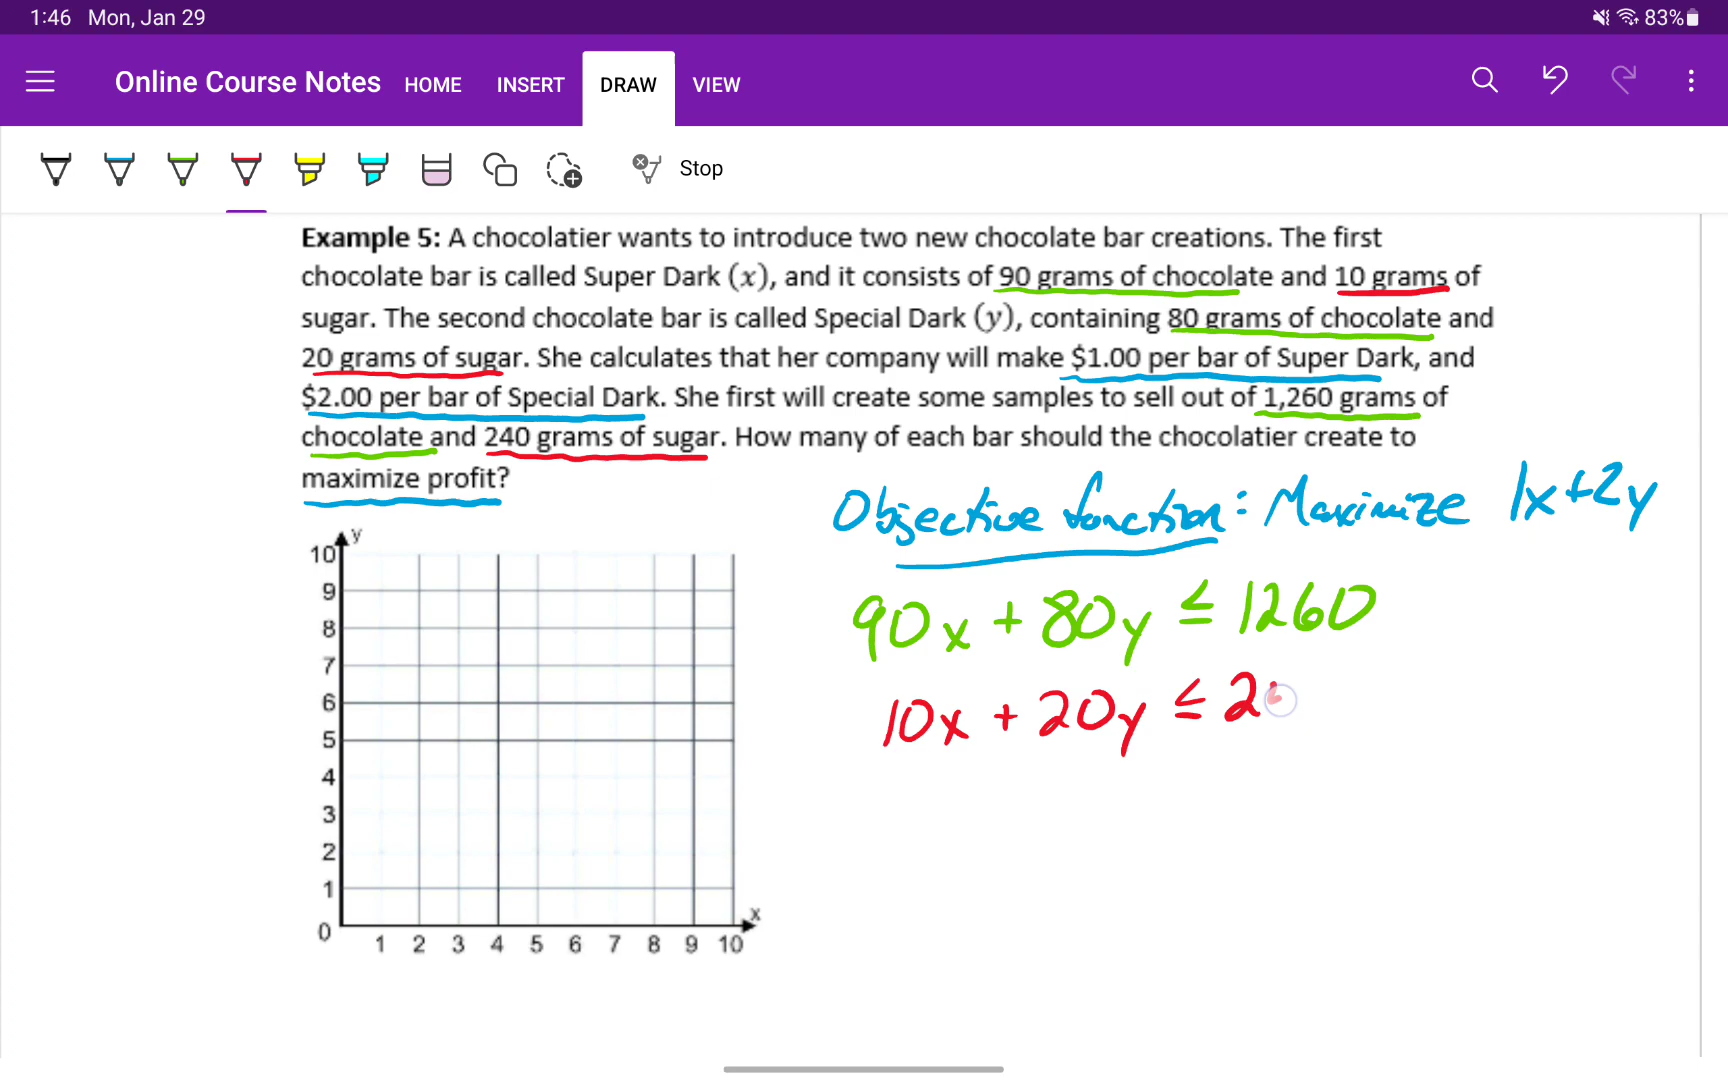 1:46 Mon, Jan 29 83%
Online Course Notes HOME INSERT DRAW VIEW
Stop
Example 5: A chocolatier wants to introduce two new chocolate bar creations. The first
chocolate bar is called Super Dark (x), and it consists of 90 grams of chocolate and 10 grams of
sugar. The second chocolate bar is called Special Dark (y), containing 80 grams of chocolate and
20 grams of sugar. She calculates that her company will make $1.00 per bar of Super Dark, and
$2.00 per bar of Special Dark. She first will create some samples to sell out of 1,260 grams of
chocolate and 240 grams of sugar. How many of each bar should the chocolatier create to
maximize profit?
Objective function: Maximize 1x+2y
90x + 80y ≤ 1260
10x + 20y ≤ 2
y
10
9
8
7
6
5
4
3
2
1
0
x
1 2 3 4 5 6 7 8 9 10